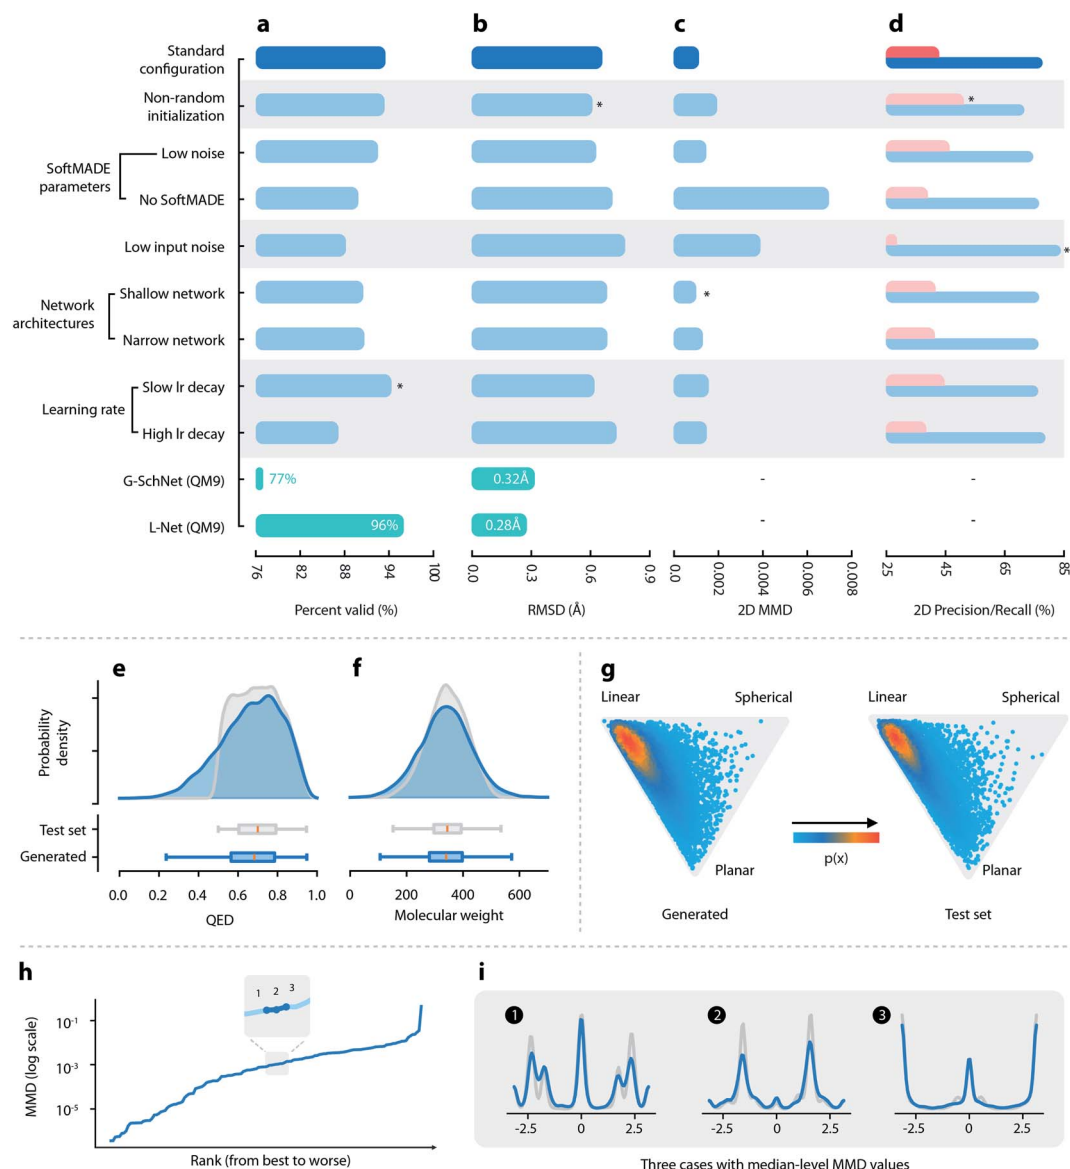 a b c d
Standard
configuration
Non-random
initialization
*
*
SoftMADE
parameters
Low noise
No SoftMADE
Low input noise
*
Network
architectures
Shallow network
*
Narrow network
Learning rate
Slow lr decay
*
High lr decay
G-SchNet (QM9)
77%
0.32Å
-
-
L-Net (QM9)
96%
0.28Å
-
-
76 82 88 94 100
0.0 0.3 0.6 0.9
0.0 0.002 0.004 0.006 0.008
25 45 65 85
Percent valid (%)
RMSD (Å)
2D MMD
2D Precision/Recall (%)
e f
Probability
density
Test set
Generated
0.0 0.2 0.4 0.6 0.8 1.0
QED
0 200 400 600
Molecular weight
g
Linear
Spherical
Planar
Generated
p(x)
Linear
Spherical
Planar
Test set
h
1 2 3
MMD (log scale)
10⁻¹
10⁻³
10⁻⁵
Rank (from best to worse)
i
1
-2.5 0 2.5
2
-2.5 0 2.5
3
-2.5 0 2.5
Three cases with median-level MMD values